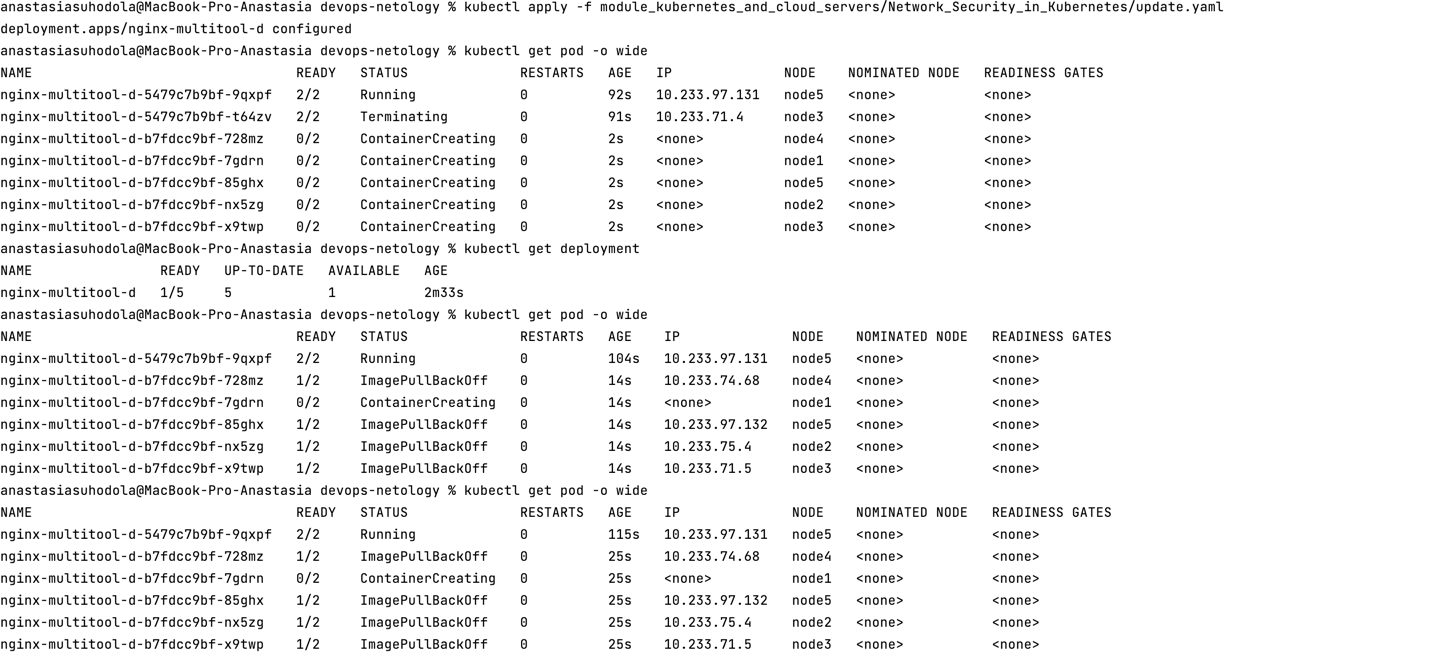 anastasiasuhodola@MacBook-Pro-Anastasia devops-netology % kubectl apply -f module_kubernetes_and_cloud_servers/Network_Security_in_Kubernetes/update.yaml
deployment.apps/nginx-multitool-d configured
anastasiasuhodola@MacBook-Pro-Anastasia devops-netology % kubectl get pod -o wide
NAME                                 READY   STATUS              RESTARTS   AGE   IP              NODE    NOMINATED NODE   READINESS GATES
nginx-multitool-d-5479c7b9bf-9qxpf   2/2     Running             0          92s   10.233.97.131   node5   <none>           <none>
nginx-multitool-d-5479c7b9bf-t64zv   2/2     Terminating         0          91s   10.233.71.4     node3   <none>           <none>
nginx-multitool-d-b7fdcc9bf-728mz    0/2     ContainerCreating   0          2s    <none>          node4   <none>           <none>
nginx-multitool-d-b7fdcc9bf-7gdrn    0/2     ContainerCreating   0          2s    <none>          node1   <none>           <none>
nginx-multitool-d-b7fdcc9bf-85ghx    0/2     ContainerCreating   0          2s    <none>          node5   <none>           <none>
nginx-multitool-d-b7fdcc9bf-nx5zg    0/2     ContainerCreating   0          2s    <none>          node2   <none>           <none>
nginx-multitool-d-b7fdcc9bf-x9twp    0/2     ContainerCreating   0          2s    <none>          node3   <none>           <none>
anastasiasuhodola@MacBook-Pro-Anastasia devops-netology % kubectl get deployment
NAME                READY   UP-TO-DATE   AVAILABLE   AGE
nginx-multitool-d   1/5     5            1           2m33s
anastasiasuhodola@MacBook-Pro-Anastasia devops-netology % kubectl get pod -o wide
NAME                                 READY   STATUS              RESTARTS   AGE    IP              NODE    NOMINATED NODE   READINESS GATES
nginx-multitool-d-5479c7b9bf-9qxpf   2/2     Running             0          104s   10.233.97.131   node5   <none>           <none>
nginx-multitool-d-b7fdcc9bf-728mz    1/2     ImagePullBackOff    0          14s    10.233.74.68    node4   <none>           <none>
nginx-multitool-d-b7fdcc9bf-7gdrn    0/2     ContainerCreating   0          14s    <none>          node1   <none>           <none>
nginx-multitool-d-b7fdcc9bf-85ghx    1/2     ImagePullBackOff    0          14s    10.233.97.132   node5   <none>           <none>
nginx-multitool-d-b7fdcc9bf-nx5zg    1/2     ImagePullBackOff    0          14s    10.233.75.4     node2   <none>           <none>
nginx-multitool-d-b7fdcc9bf-x9twp    1/2     ImagePullBackOff    0          14s    10.233.71.5     node3   <none>           <none>
anastasiasuhodola@MacBook-Pro-Anastasia devops-netology % kubectl get pod -o wide
NAME                                 READY   STATUS              RESTARTS   AGE    IP              NODE    NOMINATED NODE   READINESS GATES
nginx-multitool-d-5479c7b9bf-9qxpf   2/2     Running             0          115s   10.233.97.131   node5   <none>           <none>
nginx-multitool-d-b7fdcc9bf-728mz    1/2     ImagePullBackOff    0          25s    10.233.74.68    node4   <none>           <none>
nginx-multitool-d-b7fdcc9bf-7gdrn    0/2     ContainerCreating   0          25s    <none>          node1   <none>           <none>
nginx-multitool-d-b7fdcc9bf-85ghx    1/2     ImagePullBackOff    0          25s    10.233.97.132   node5   <none>           <none>
nginx-multitool-d-b7fdcc9bf-nx5zg    1/2     ImagePullBackOff    0          25s    10.233.75.4     node2   <none>           <none>
nginx-multitool-d-b7fdcc9bf-x9twp    1/2     ImagePullBackOff    0          25s    10.233.71.5     node3   <none>           <none>